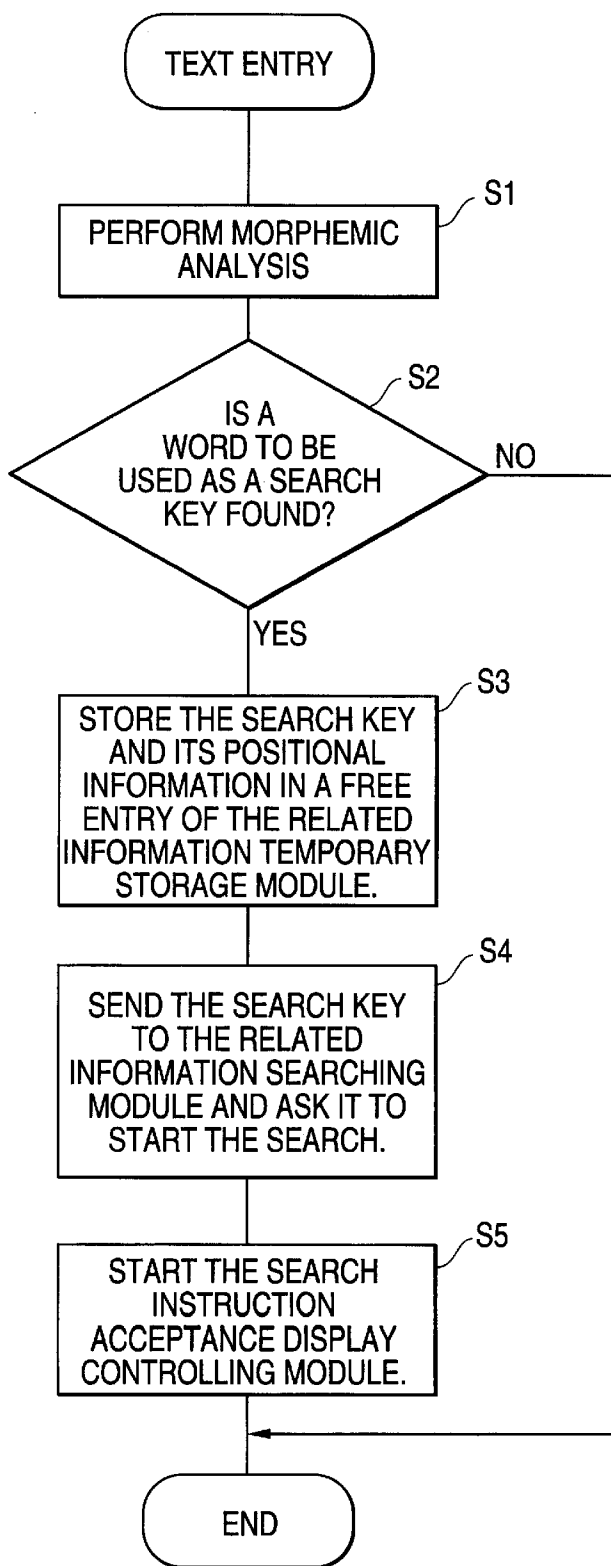 TEXT ENTRY
S1
PERFORM MORPHEMIC
ANALYSIS
S2
IS A
WORD TO BE
USED AS A SEARCH
KEY FOUND?
NO
YES
S3
STORE THE SEARCH KEY
AND ITS POSITIONAL
INFORMATION IN A FREE
ENTRY OF THE RELATED
INFORMATION TEMPORARY
STORAGE MODULE.
S4
SEND THE SEARCH KEY
TO THE RELATED
INFORMATION SEARCHING
MODULE AND ASK IT TO
START THE SEARCH.
S5
START THE SEARCH
INSTRUCTION
ACCEPTANCE DISPLAY
CONTROLLING MODULE.
END